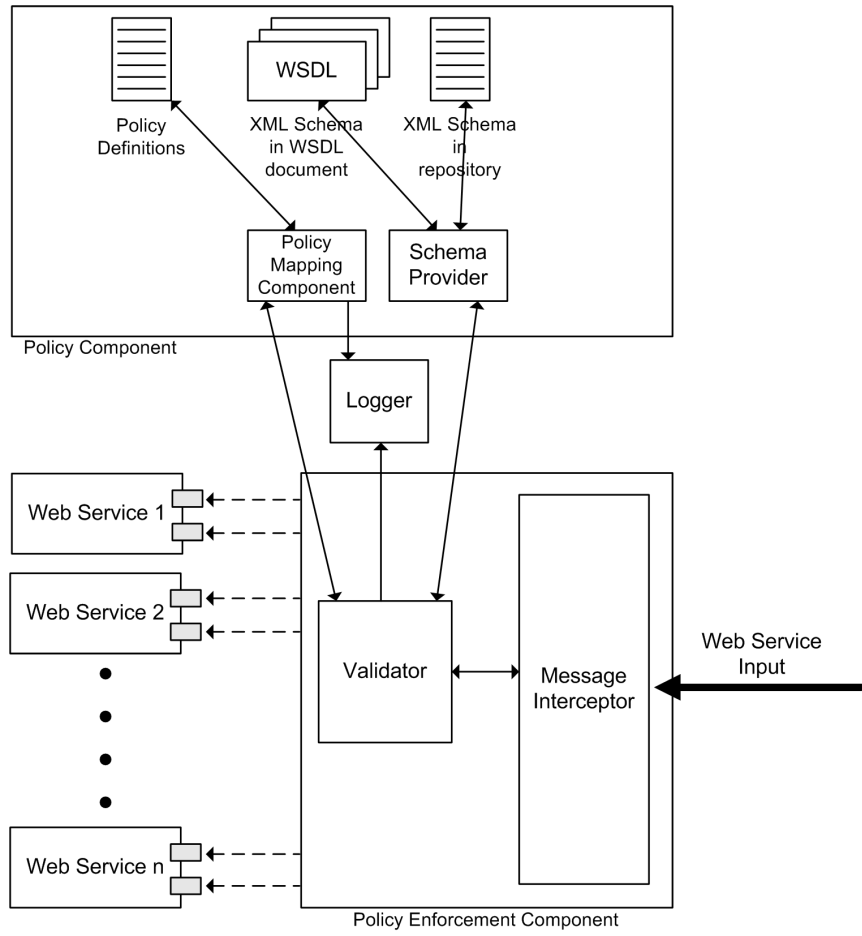 WSDL
Policy
Definitions
XML Schema
in WSDL
document
XML Schema
in
repository
Policy
Mapping
Component
Schema
Provider
Policy Component
Logger
Web Service 1
Web Service 2
Validator
Message
Interceptor
Web Service
Input
Web Service n
Policy Enforcement Component